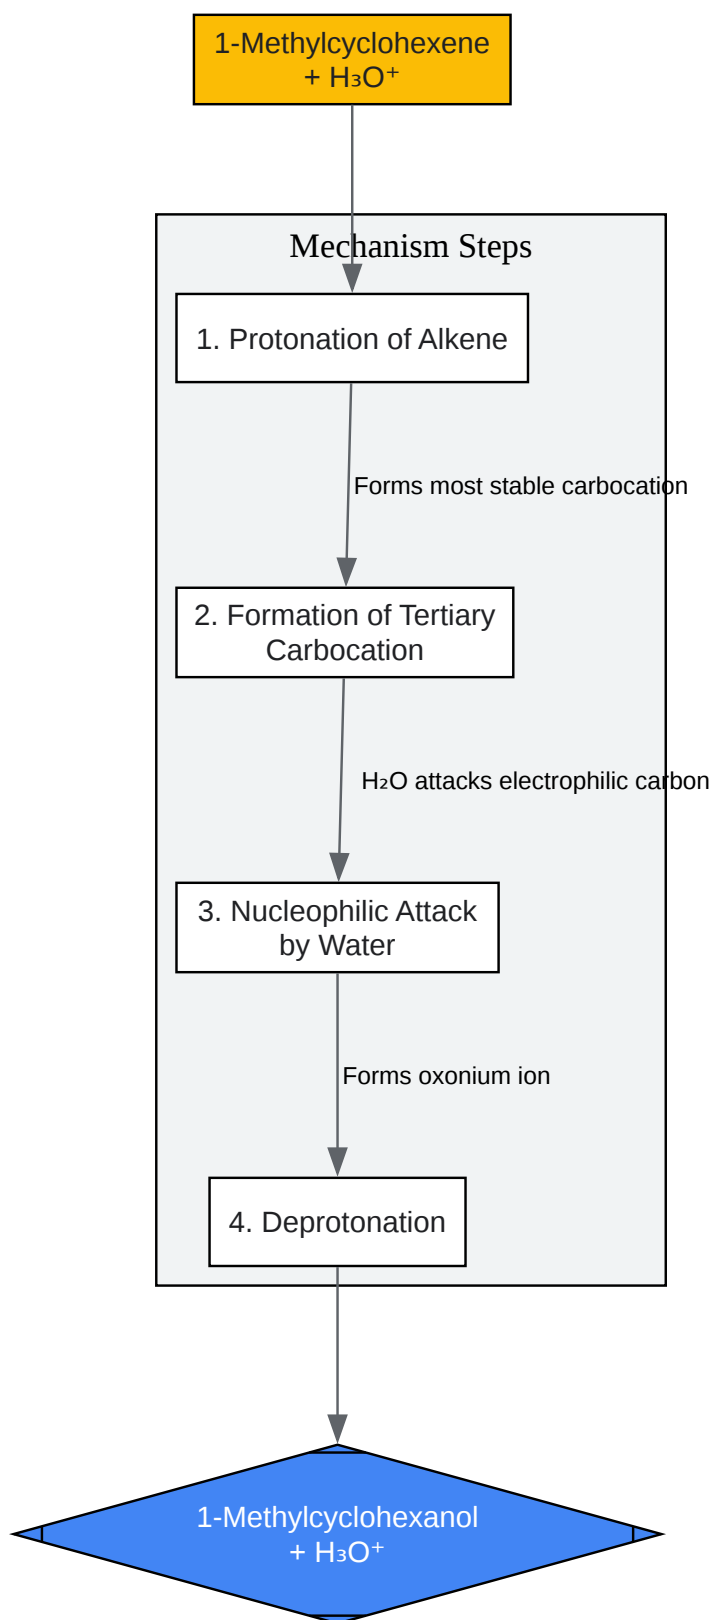 1-Methylcyclohexene
+ H₃O⁺
Mechanism Steps
1. Protonation of Alkene
Forms most stable carbocation
2. Formation of Tertiary
Carbocation
H₂O attacks electrophilic carbon
3. Nucleophilic Attack
by Water
Forms oxonium ion
4. Deprotonation
1-Methylcyclohexanol
+ H₃O⁺